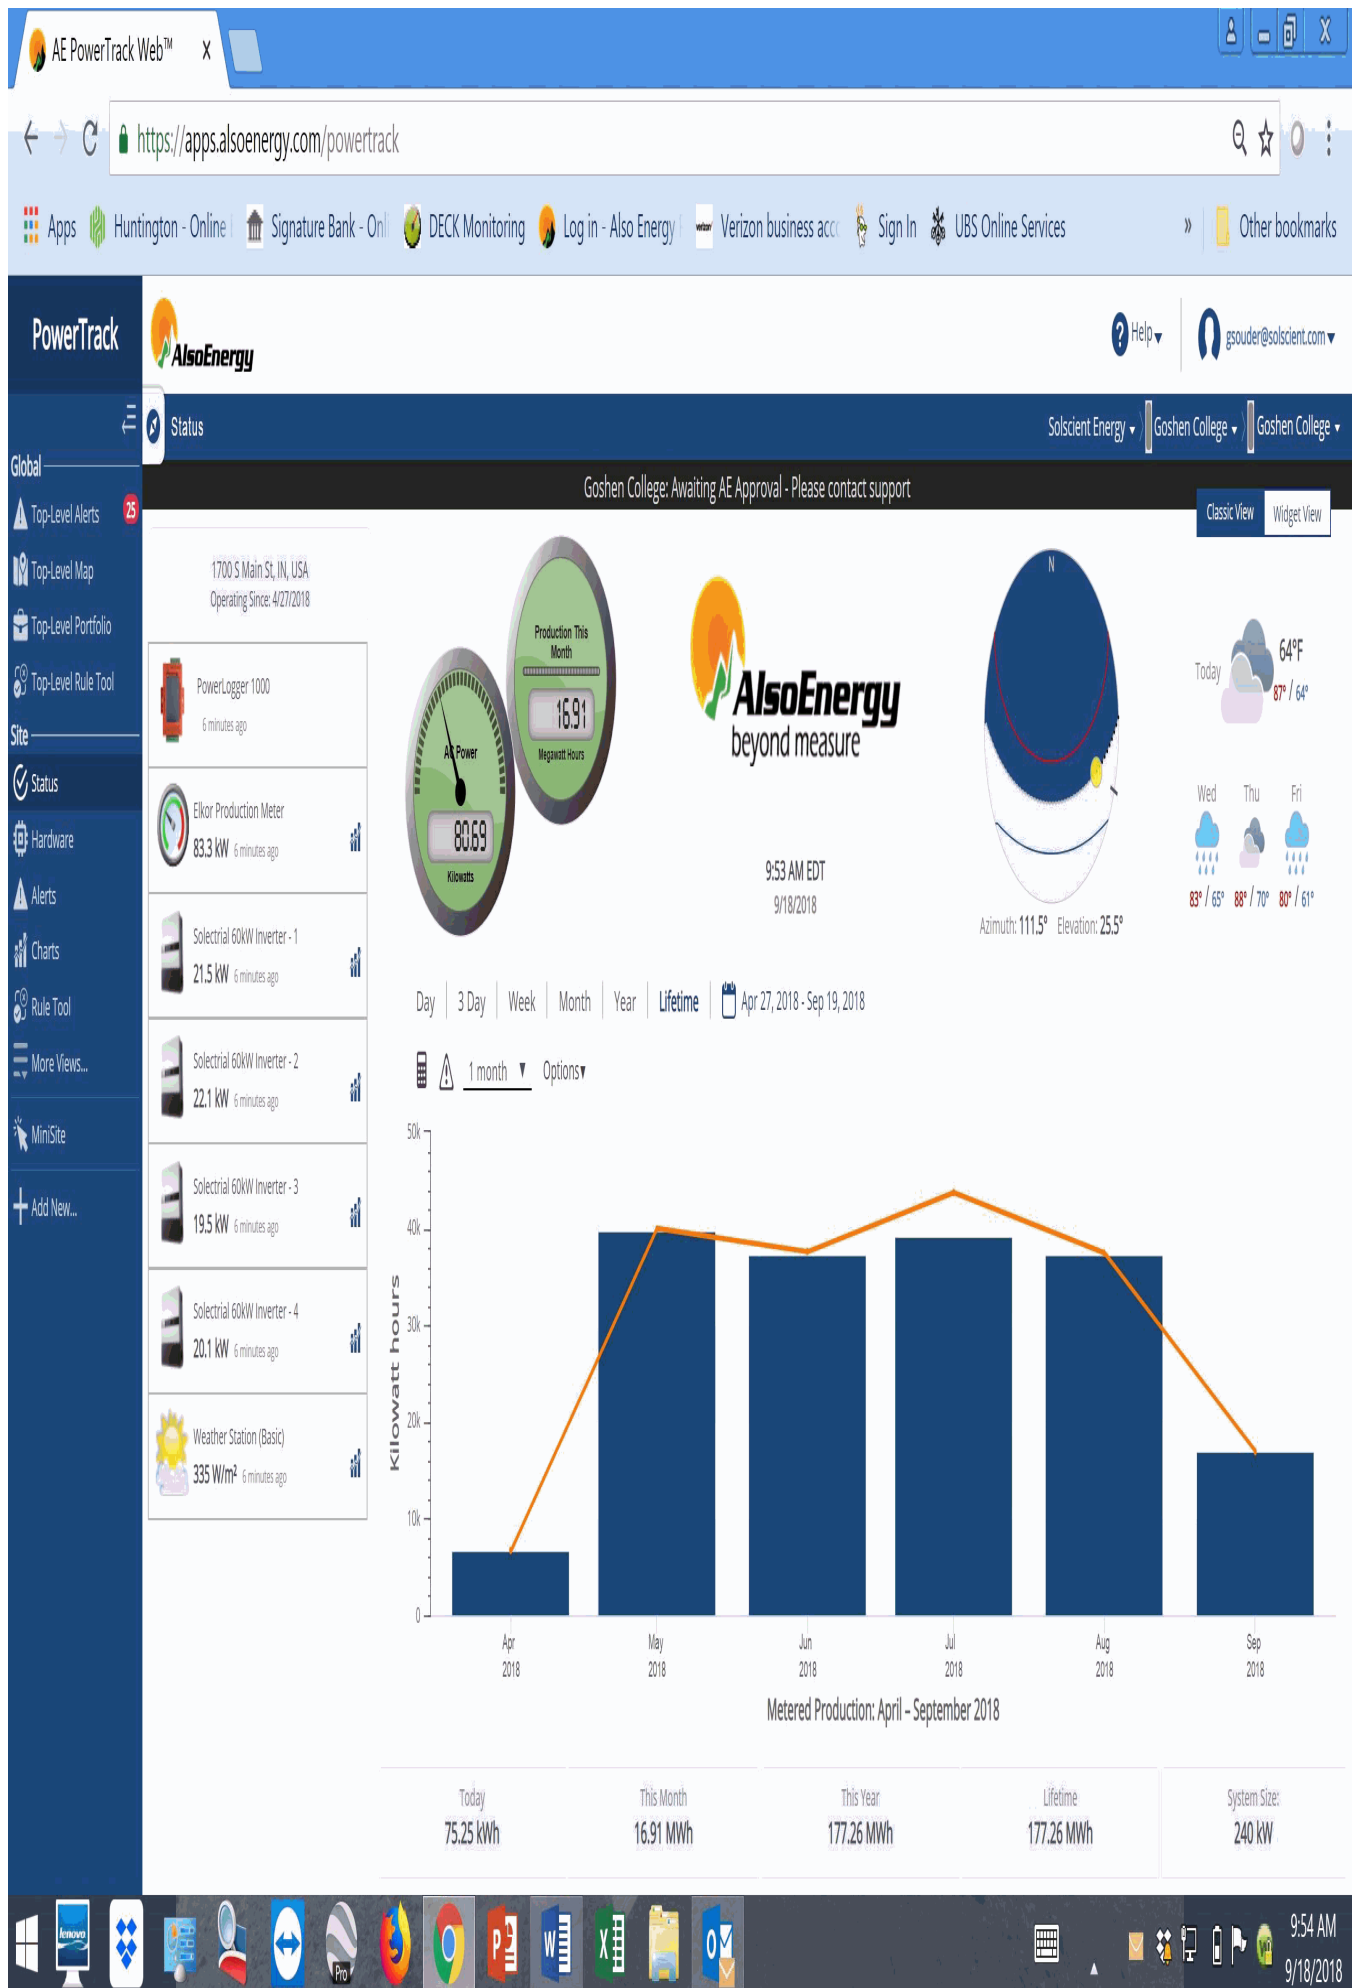 AE PowerTrack Web™ X
https://apps.alsoenergy.com/powertrack
Apps Huntington - Online Signature Bank - Onli DECK Monitoring Log in - Also Energy Verizon business acc Sign In UBS Online Services » Other bookmarks
PowerTrack
AlsoEnergy
? Help
gsouder@solscient.com
Status
Solscient Energy Goshen College Goshen College
Goshen College: Awaiting AE Approval - Please contact support
Classic View Widget View
Global
Top-Level Alerts 25
Top-Level Map
Top-Level Portfolio
Top-Level Rule Tool
Site
Status
Hardware
Alerts
Charts
Rule Tool
More Views...
MiniSite
Add New...
1700 S Main St, IN, USA
Operating Since: 4/27/2018
PowerLogger 1000
6 minutes ago
Elkor Production Meter
83.3 kW 6 minutes ago
Solectrial 60kW Inverter - 1
21.5 kW 6 minutes ago
Solectrial 60kW Inverter - 2
22.1 kW 6 minutes ago
Solectrial 60kW Inverter - 3
19.5 kW 6 minutes ago
Solectrial 60kW Inverter - 4
20.1 kW 6 minutes ago
Weather Station (Basic)
335 W/m² 6 minutes ago
AC Power
80.69
Kilowatts
Production This
Month
16.91
Megawatt Hours
AlsoEnergy
beyond measure
9:53 AM EDT
9/18/2018
N
Azimuth: 111.5° Elevation: 25.5°
Today 64°F
87° / 64°
Wed Thu Fri
83° / 65° 88° / 70° 80° / 61°
Day 3 Day Week Month Year Lifetime Apr 27, 2018 - Sep 19, 2018
1 month Options
Kilowatt hours
50k
40k
30k
20k
10k
0
Apr May Jun Jul Aug Sep
2018 2018 2018 2018 2018 2018
Metered Production: April – September 2018
Today This Month This Year Lifetime System Size:
75.25 kWh 16.91 MWh 177.26 MWh 177.26 MWh 240 kW
lenovo
Pro
9:54 AM
9/18/2018